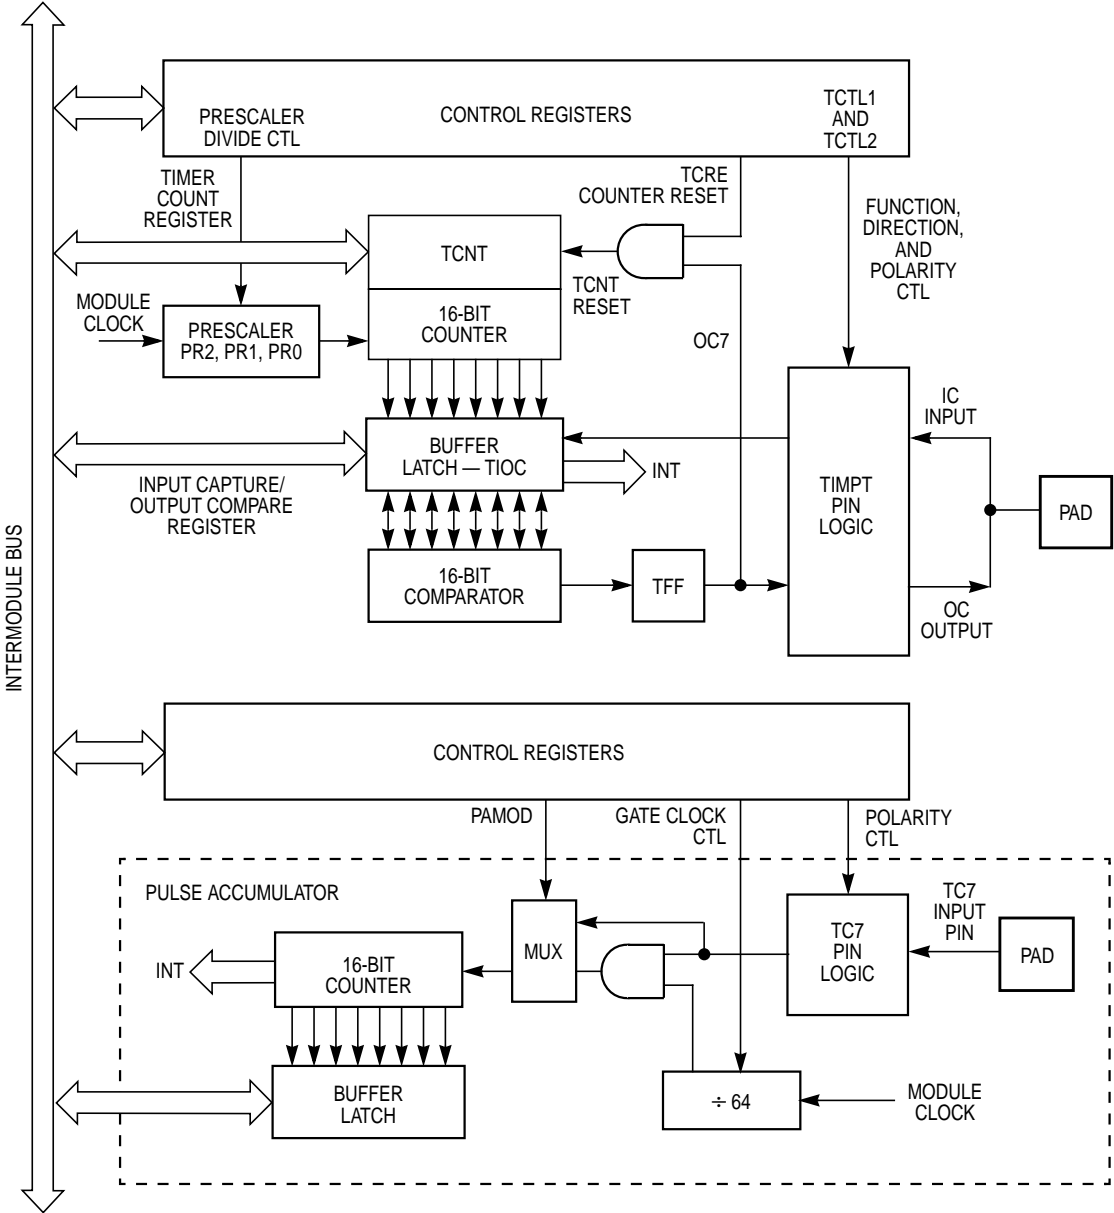 PRESCALER
DIVIDE CTL
CONTROL REGISTERS
TCTL1
AND
TCTL2
TIMER
COUNT
REGISTER
TCRE
COUNTER RESET
FUNCTION,
DIRECTION,
AND
POLARITY
CTL
TCNT
TCNT
RESET
MODULE
CLOCK
PRESCALER
PR2, PR1, PR0
16-BIT
COUNTER
OC7
IC
INPUT
BUFFER
LATCH — TIOC
INT
INPUT CAPTURE/
OUTPUT COMPARE
REGISTER
TIMPT
PIN
LOGIC
PAD
16-BIT
COMPARATOR
TFF
OC
OUTPUT
INTERMODULE BUS
CONTROL REGISTERS
PAMOD
GATE CLOCK
CTL
POLARITY
CTL
PULSE ACCUMULATOR
MUX
TC7
PIN
LOGIC
TC7
INPUT
PIN
PAD
INT
16-BIT
COUNTER
BUFFER
LATCH
÷ 64
MODULE
CLOCK